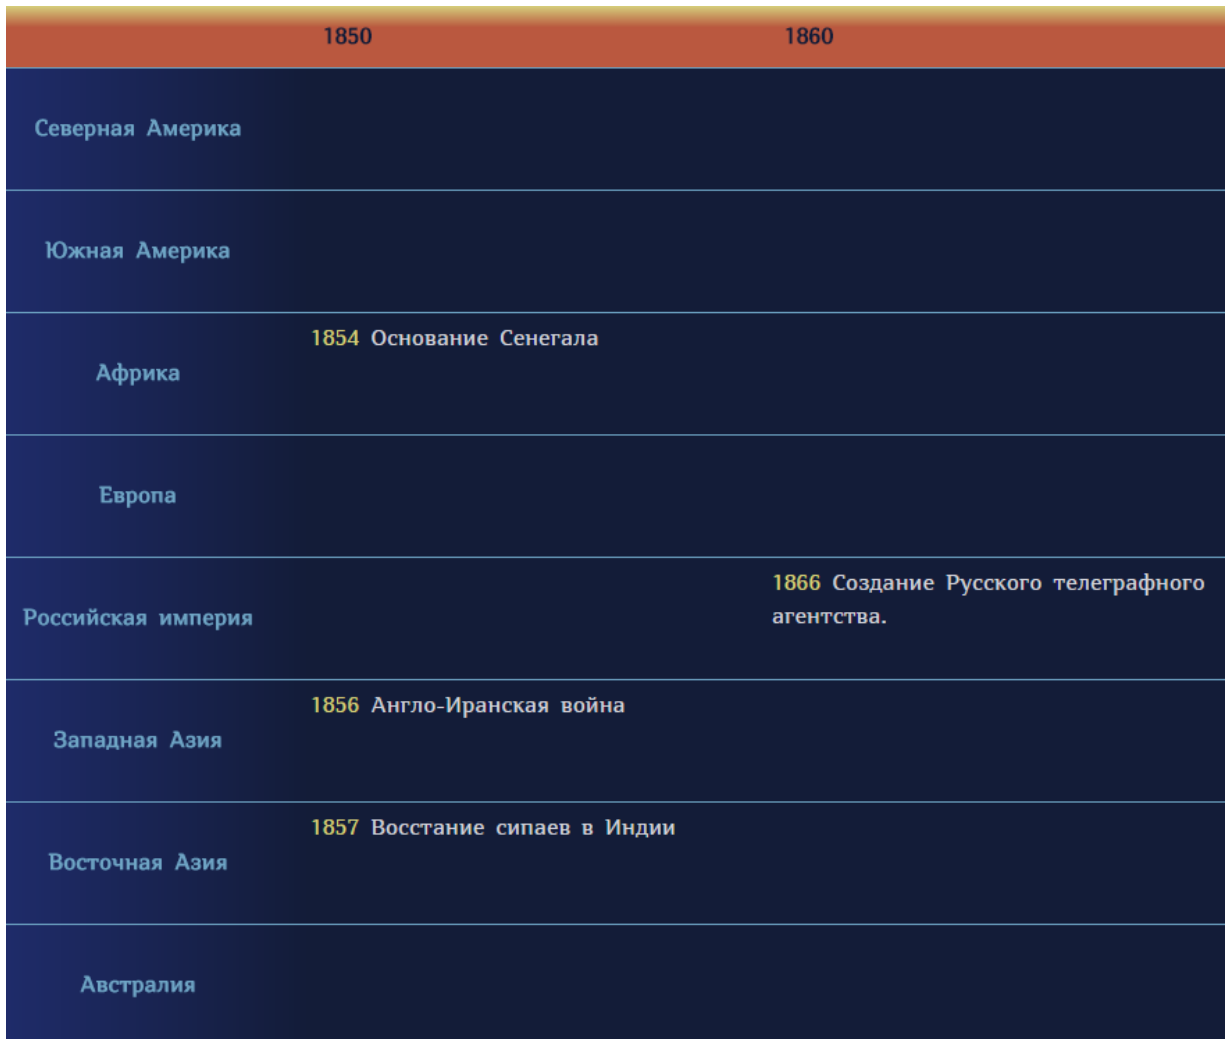 1850 1860
Северная Америка
Южная Америка
1854 Основание Сенегала
Африка
Европа
1866 Создание Русского телеграфного
агентства.
Российская империя
1856 Англо-Иранская война
Западная Азия
1857 Восстание сипаев в Индии
Восточная Азия
Австралия